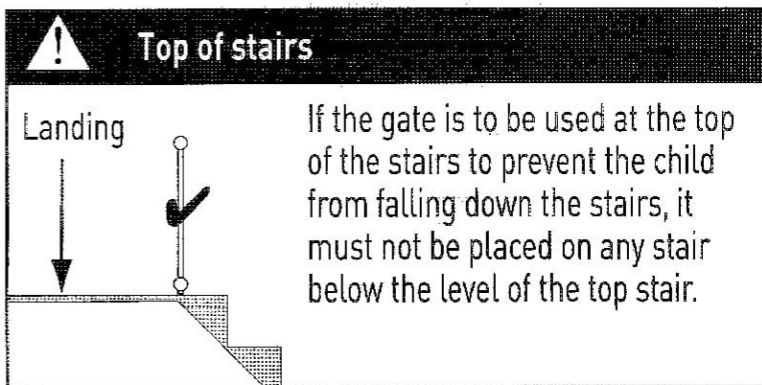 Top of stairs
Landing
If the gate is to be used at the top
of the stairs to prevent the child
from falling down the stairs, it
must not be placed on any stair
below the level of the top stair.